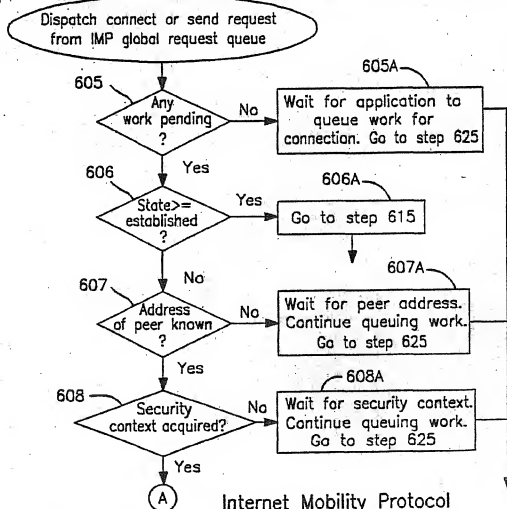 Dispatch connect or send request
from IMP global request queue
605
Any
work pending
?
No
605A
Wait for application to
queue work for
connection. Go to step 625
Yes
606
State>=
established
?
Yes
606A
Go to step 615
No
607
Address
of peer known
?
No
607A
Wait for peer address.
Continue queuing work.
Go to step 625
Yes
608
Security
context acquired?
No
608A
Wait for security context.
Continue queuing work.
Go to step 625
Yes
A
Internet Mobility Protocol